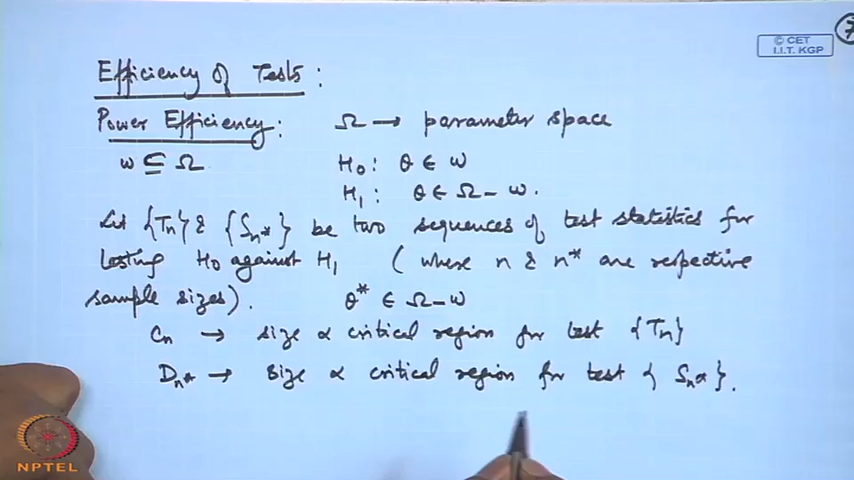 © CET
I.I.T. KGP
7
Efficiency of Tests :
Power Efficiency : Ω → parameter space
ω ⊆ Ω H₀ : θ ∈ ω
H₁ : θ ∈ Ω - ω.
Let {Tn} & {Sn*} be two sequences of test statistics for
testing H₀ against H₁ ( where n & n* are respective
sample sizes). θ* ∈ Ω - ω
Cn → size α critical region for test {Tn}
Dn* → size α critical region for test { Sn* }.
NPTEL